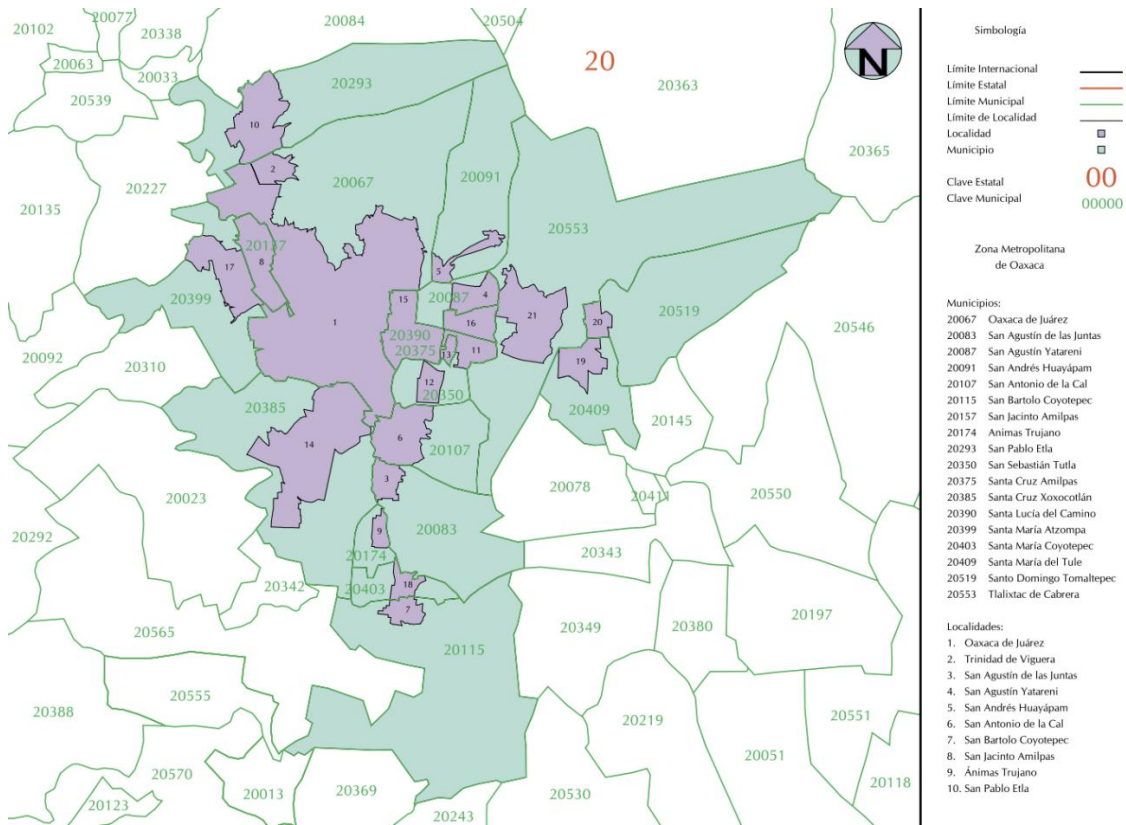 20102
20077
20338
20084
20504
20
20363
20063
20033
20539
20293
20365
20227
20067
20091
20135
20553
20137
20399
20087
20519
20390
20375
20546
20092
20310
20350
20385
20409
20145
20107
20023
20078
20411
20550
20292
20083
20174
20343
20342
20403
20565
20115
20349
20380
20197
20555
20388
20219
20551
20051
20570
20013
20369
20530
20118
20123
20243
10
2
17
8
5
1
15
4
21
16
20
13
11
19
12
14
6
3
9
18
7
N
Simbología
Límite Internacional
Límite Estatal
Límite Municipal
Límite de Localidad
Localidad
Municipio
Clave Estatal 00
Clave Municipal 00000
Zona Metropolitana
de Oaxaca
Municipios:
20067 Oaxaca de Juárez
20083 San Agustín de las Juntas
20087 San Agustín Yatareni
20091 San Andrés Huayápam
20107 San Antonio de la Cal
20115 San Bartolo Coyotepec
20157 San Jacinto Amilpas
20174 Animas Trujano
20293 San Pablo Etla
20350 San Sebastián Tutla
20375 Santa Cruz Amilpas
20385 Santa Cruz Xoxocotlán
20390 Santa Lucía del Camino
20399 Santa María Atzompa
20403 Santa María Coyotepec
20409 Santa María del Tule
20519 Santo Domingo Tomaltepec
20553 Tlalixtac de Cabrera
Localidades:
1. Oaxaca de Juárez
2. Trinidad de Viguera
3. San Agustín de las Juntas
4. San Agustín Yatareni
5. San Andrés Huayápam
6. San Antonio de la Cal
7. San Bartolo Coyotepec
8. San Jacinto Amilpas
9. Ánimas Trujano
10. San Pablo Etla